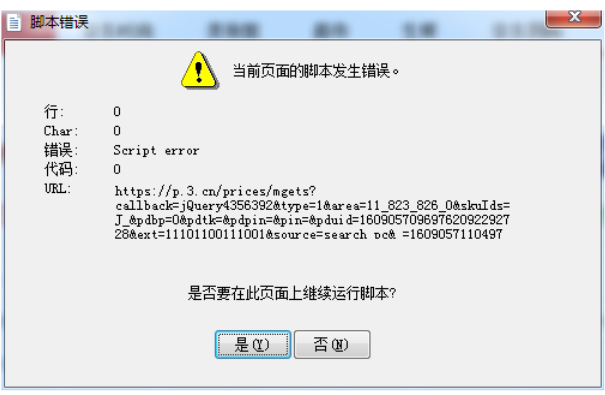 脚本错误
当前页面的脚本发生错误。
行: 0
Char: 0
错误: Script error
代码: 0
URL: https://p.3.cn/prices/mgets?
callback=jQuery4356392&type=1&area=11_823_826_0&skuIds=
J_&pdbp=0&pdtk=&pdpin=&pin=&pduid=160905709697620922927
28&ext=11101100111001&source=search_pc&_=1609057110497
是否要在此页面上继续运行脚本?
是(Y) 否(N)